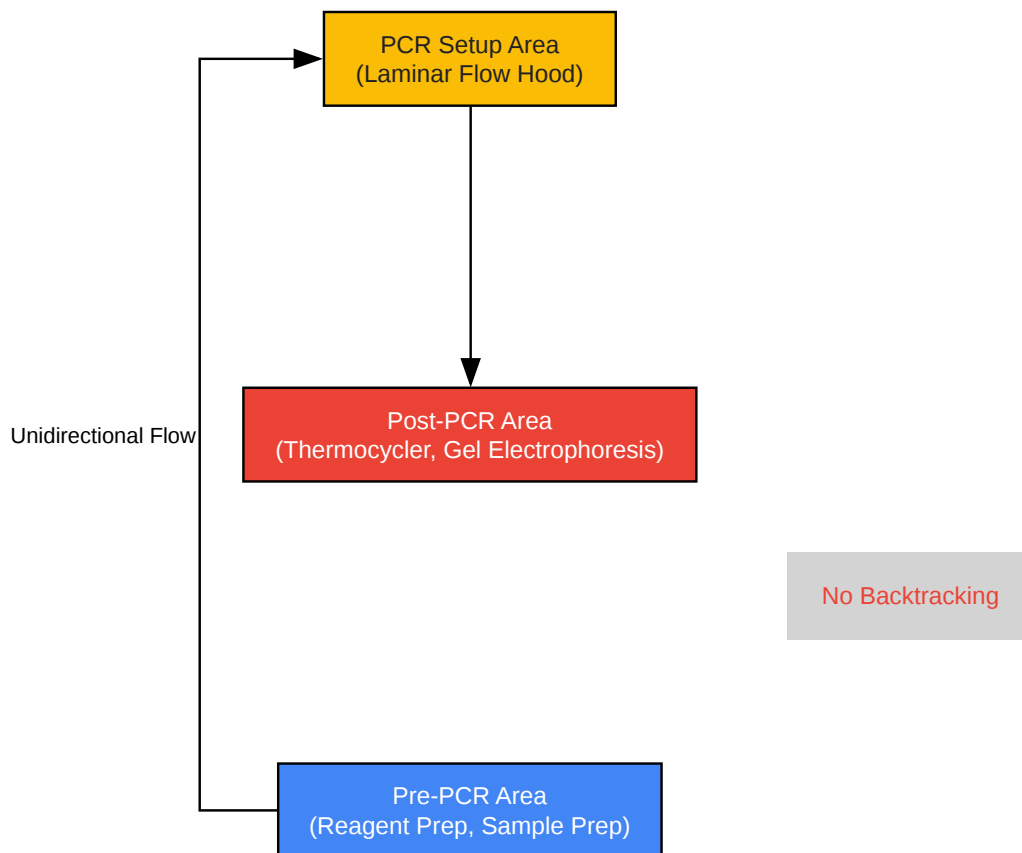 PCR Setup Area
(Laminar Flow Hood)
Post-PCR Area
(Thermocycler, Gel Electrophoresis)
Unidirectional Flow
No Backtracking
Pre-PCR Area
(Reagent Prep, Sample Prep)